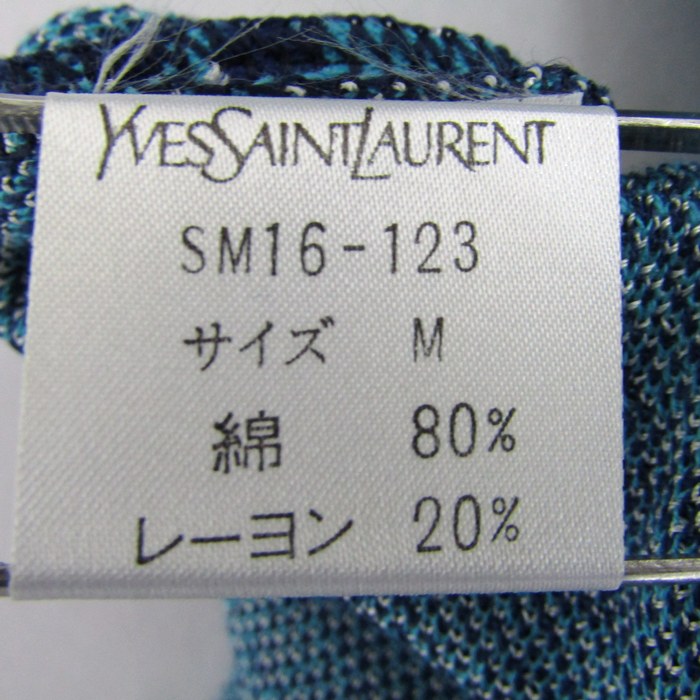 YVESSAINTLAURENT
SM16-123
サイズ M
綿 80%
レーヨン 20%